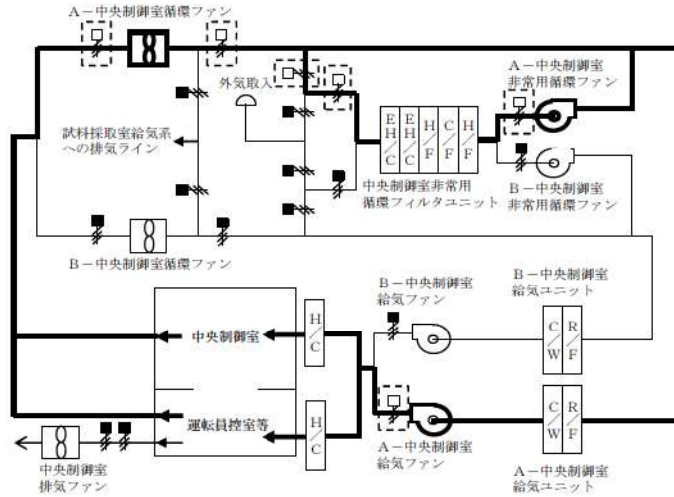 A－中央制御室循環ファン
外気取入
A－中央制御室
非常用循環ファン
試料採取室給気系
への排気ライン
E
H
/
C
E
H
/
C
H
/
F
C
/
F
H
/
F
中央制御室非常用
循環フィルタユニット
B－中央制御室
非常用循環ファン
B－中央制御室循環ファン
B－中央制御室
給気ファン
B－中央制御室
給気ユニット
中央制御室
H
/
C
C
/
W
R
/
F
運転員控室等
H
/
C
C
/
W
R
/
F
中央制御室
排気ファン
A－中央制御室
給気ファン
A－中央制御室
給気ユニット